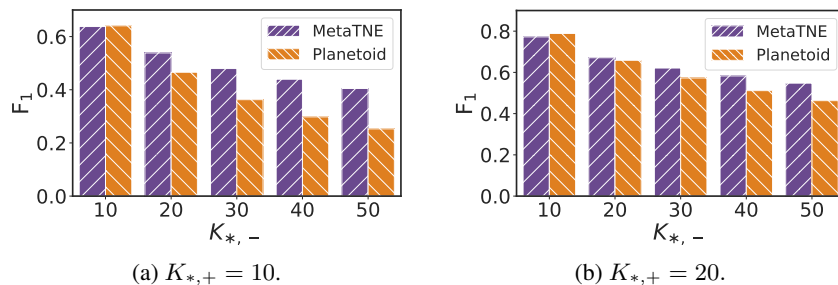 F1
0.6
0.4
0.2
0.0
MetaTNE
Planetoid
10 20 30 40 50
K*, −
(a) K*,+ = 10.
F1
0.8
0.6
0.4
0.2
0.0
MetaTNE
Planetoid
10 20 30 40 50
K*, −
(b) K*,+ = 20.